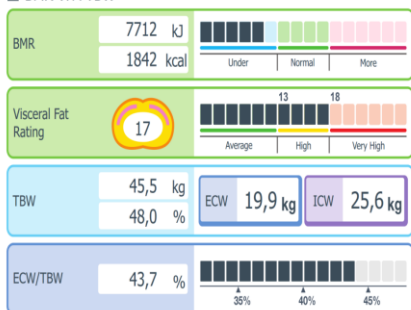 BMR
7712 kJ
1842 kcal
Under Normal More
Visceral Fat
Rating
17
13 18
Average High Very High
TBW
45,5 kg
48,0 %
ECW 19,9 kg ICW 25,6 kg
ECW/TBW
43,7 %
35% 40% 45%